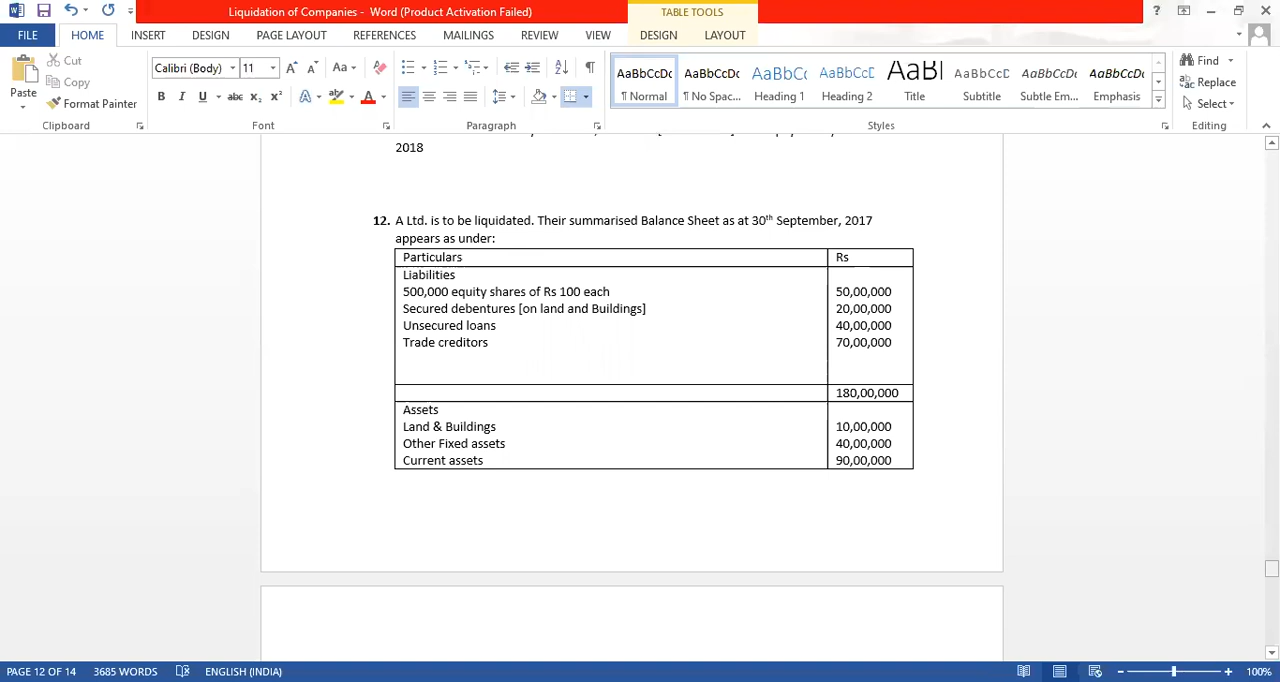 Liquidation of Companies - Word (Product Activation Failed)
TABLE TOOLS
?
FILE
HOME
INSERT
DESIGN
PAGE LAYOUT
REFERENCES
MAILINGS
REVIEW
VIEW
DESIGN
LAYOUT
Paste
Cut
Copy
Format Painter
Clipboard
Calibri (Body)
11
Font
Paragraph
AaBbCcDc
¶ Normal
AaBbCcDc
¶ No Spac...
AaBbCc
Heading 1
AaBbCcC
Heading 2
AaBl
Title
AaBbCcD
Subtitle
AaBbCcDc
Subtle Em...
AaBbCcDc
Emphasis
Styles
Find
Replace
Select
Editing
2018
12. A Ltd. is to be liquidated. Their summarised Balance Sheet as at 30th September, 2017
appears as under:
Particulars Rs
Liabilities
500,000 equity shares of Rs 100 each 50,00,000
Secured debentures [on land and Buildings] 20,00,000
Unsecured loans 40,00,000
Trade creditors 70,00,000
180,00,000
Assets
Land & Buildings 10,00,000
Other Fixed assets 40,00,000
Current assets 90,00,000
PAGE 12 OF 14
3685 WORDS
ENGLISH (INDIA)
100%